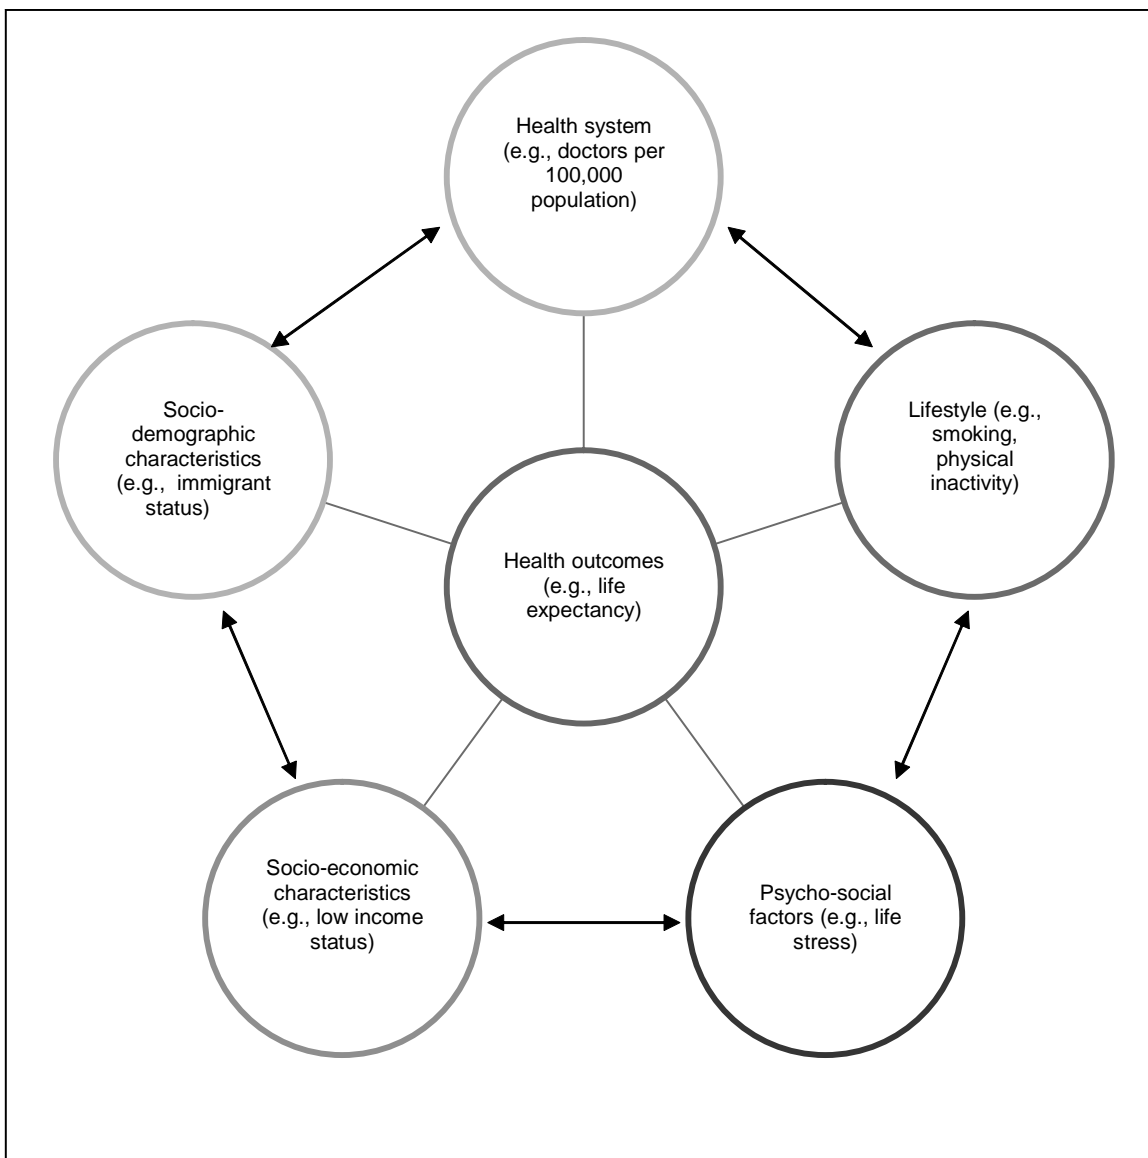 Health system
(e.g., doctors per
100,000
population)
Socio-
demographic
characteristics
(e.g., immigrant
status)
Lifestyle (e.g.,
smoking,
physical
inactivity)
Health outcomes
(e.g., life
expectancy)
Socio-economic
characteristics
(e.g., low income
status)
Psycho-social
factors (e.g., life
stress)